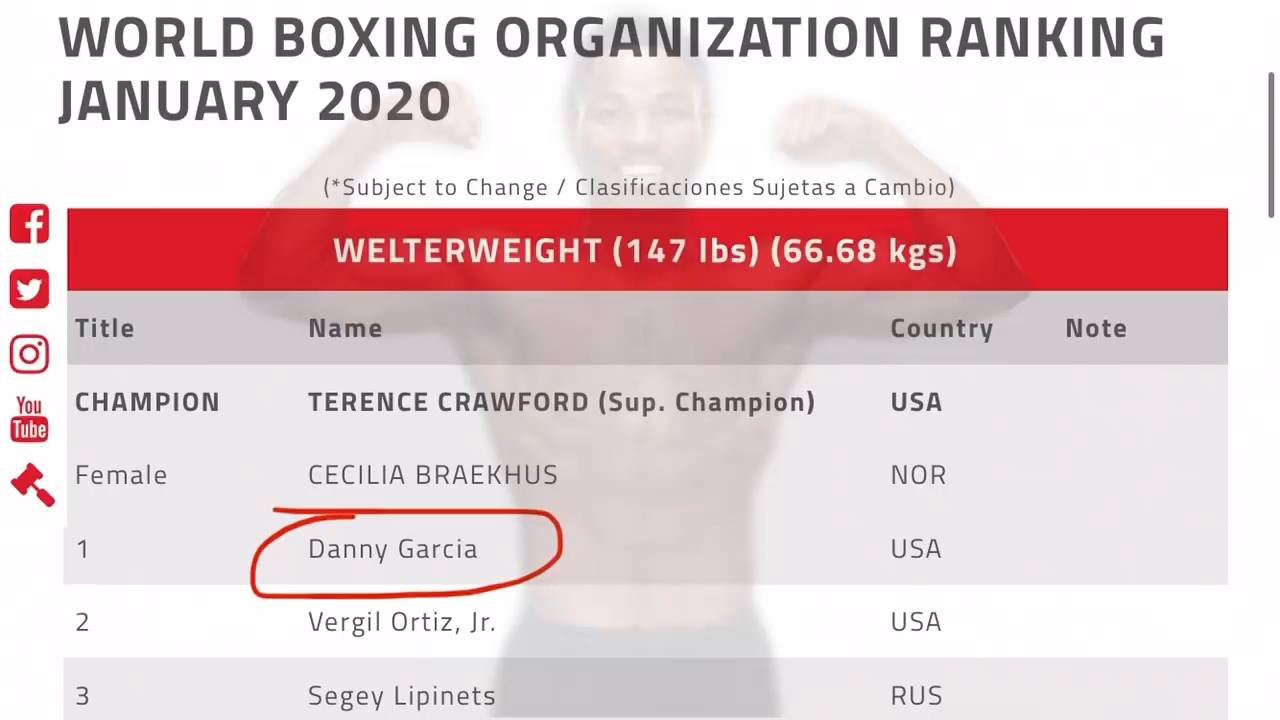 WORLD BOXING ORGANIZATION RANKING
JANUARY 2020
(*Subject to Change / Clasificaciones Sujetas a Cambio)
WELTERWEIGHT (147 lbs) (66.68 kgs)
Title Name Country Note
CHAMPION TERENCE CRAWFORD (Sup. Champion) USA
Female CECILIA BRAEKHUS NOR
1 Danny Garcia USA
2 Vergil Ortiz, Jr. USA
3 Segey Lipinets RUS
You
Tube